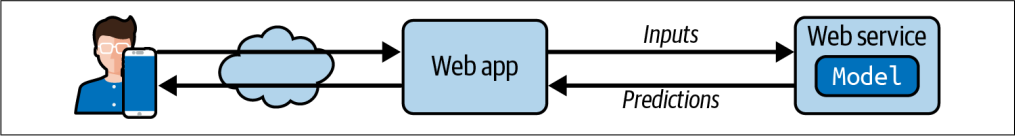 Web app
Inputs
Predictions
Web service
Model